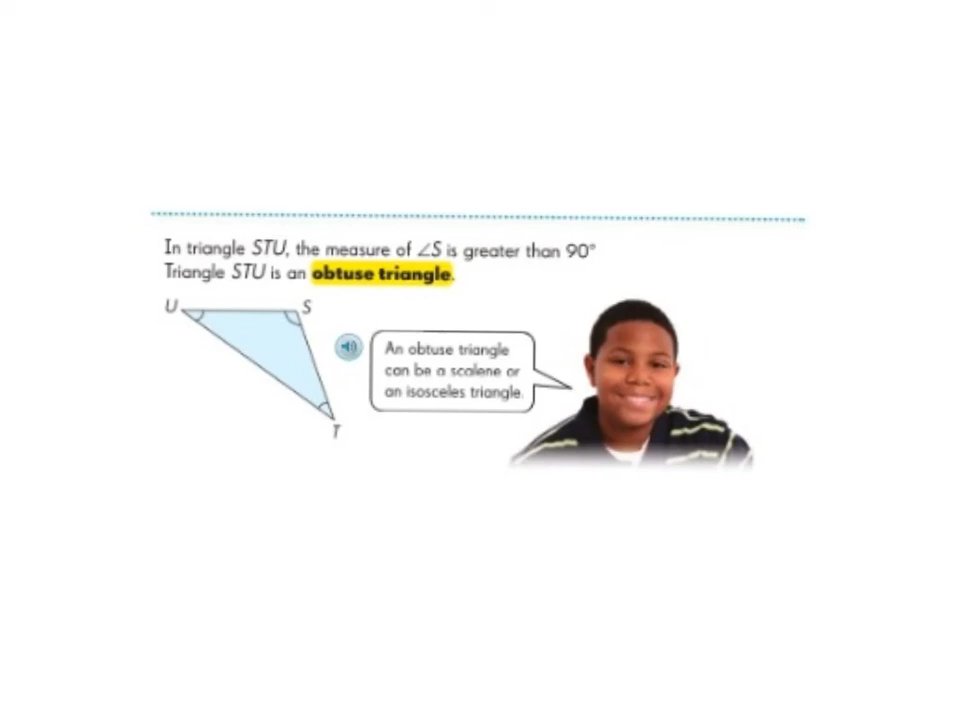 In triangle STU, the measure of ∠S is greater than 90°
Triangle STU is an obtuse triangle.
U
S
An obtuse triangle
can be a scalene or
an isosceles triangle.
T